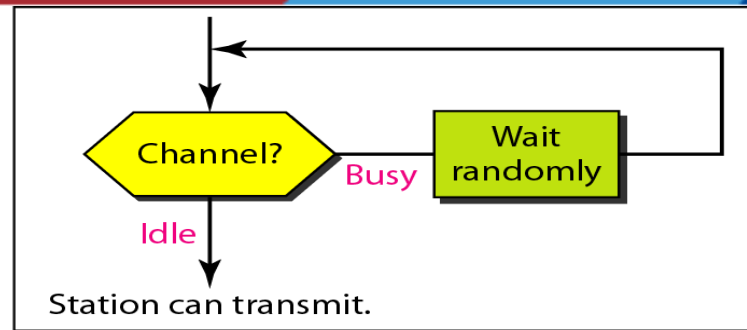 Channel?
Busy
Wait
randomly
Idle
Station can transmit.